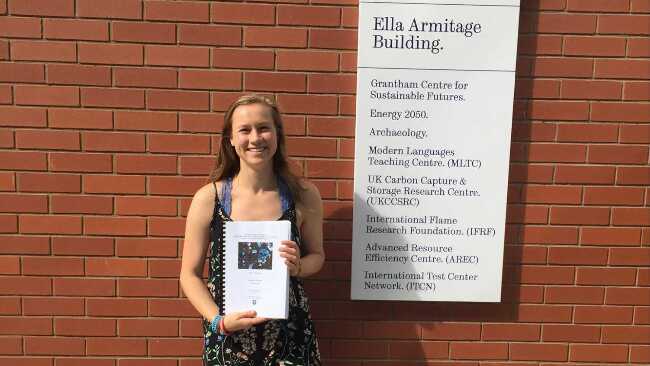 Ella Armitage
Building.
Grantham Centre for
Sustainable Futures.
Energy 2050.
Archaeology.
Modern Languages
Teaching Centre. (MLTC)
UK Carbon Capture &
Storage Research Centre.
(UKCCSRC)
International Flame
Research Foundation. (IFRF)
Advanced Resource
Efficiency Centre. (AREC)
International Test Center
Network. (ITCN)